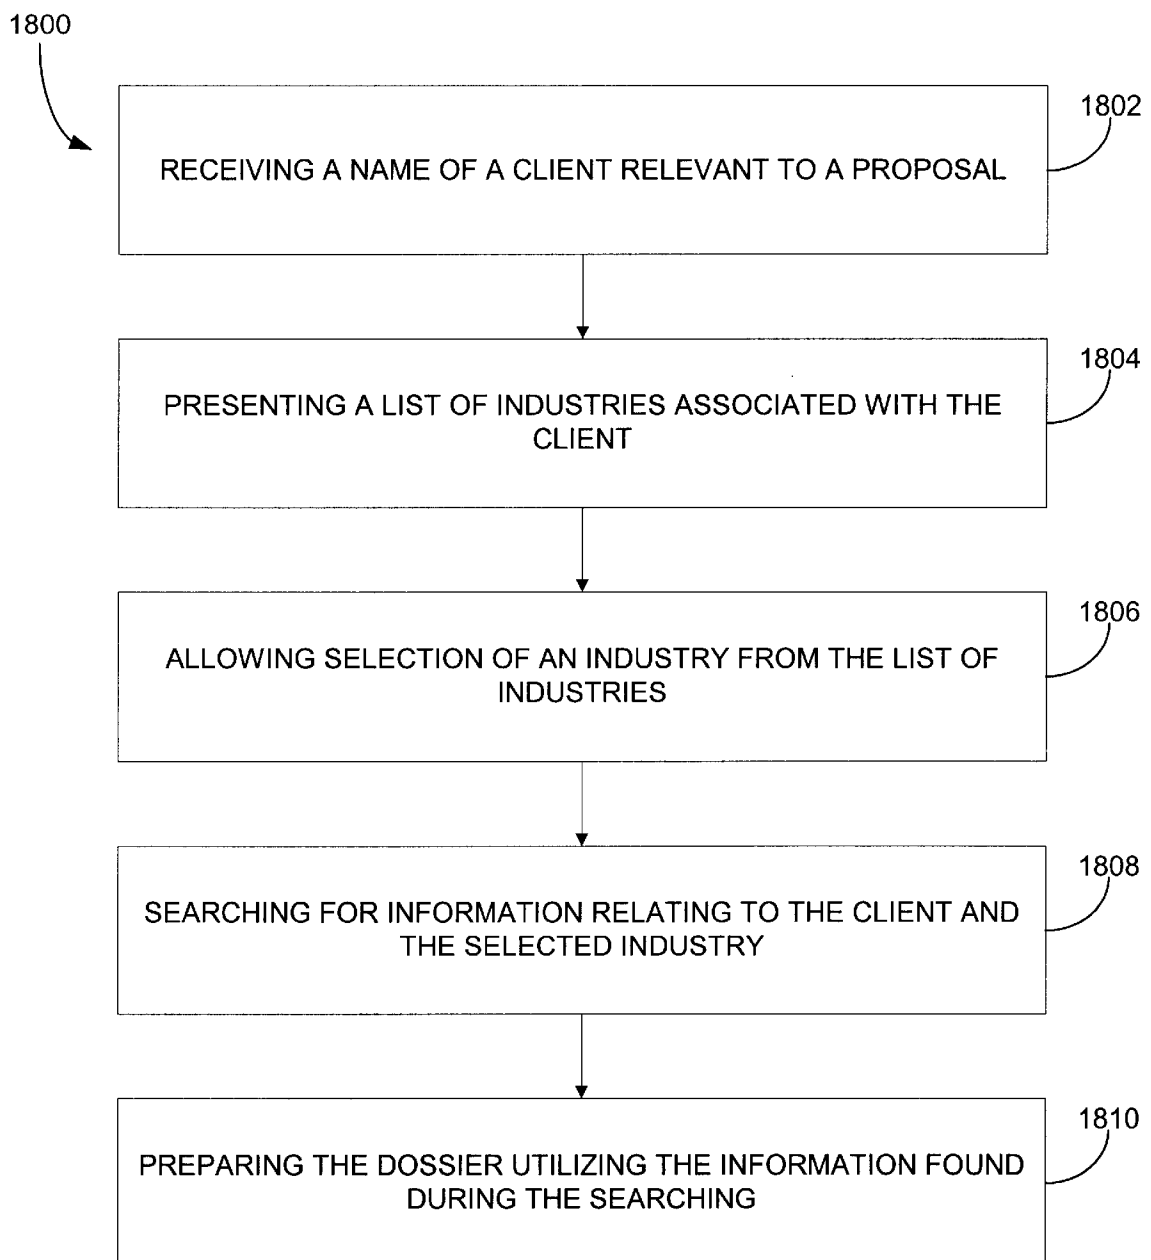 1800
1802
RECEIVING A NAME OF A CLIENT RELEVANT TO A PROPOSAL
1804
PRESENTING A LIST OF INDUSTRIES ASSOCIATED WITH THE
CLIENT
1806
ALLOWING SELECTION OF AN INDUSTRY FROM THE LIST OF
INDUSTRIES
1808
SEARCHING FOR INFORMATION RELATING TO THE CLIENT AND
THE SELECTED INDUSTRY
1810
PREPARING THE DOSSIER UTILIZING THE INFORMATION FOUND
DURING THE SEARCHING